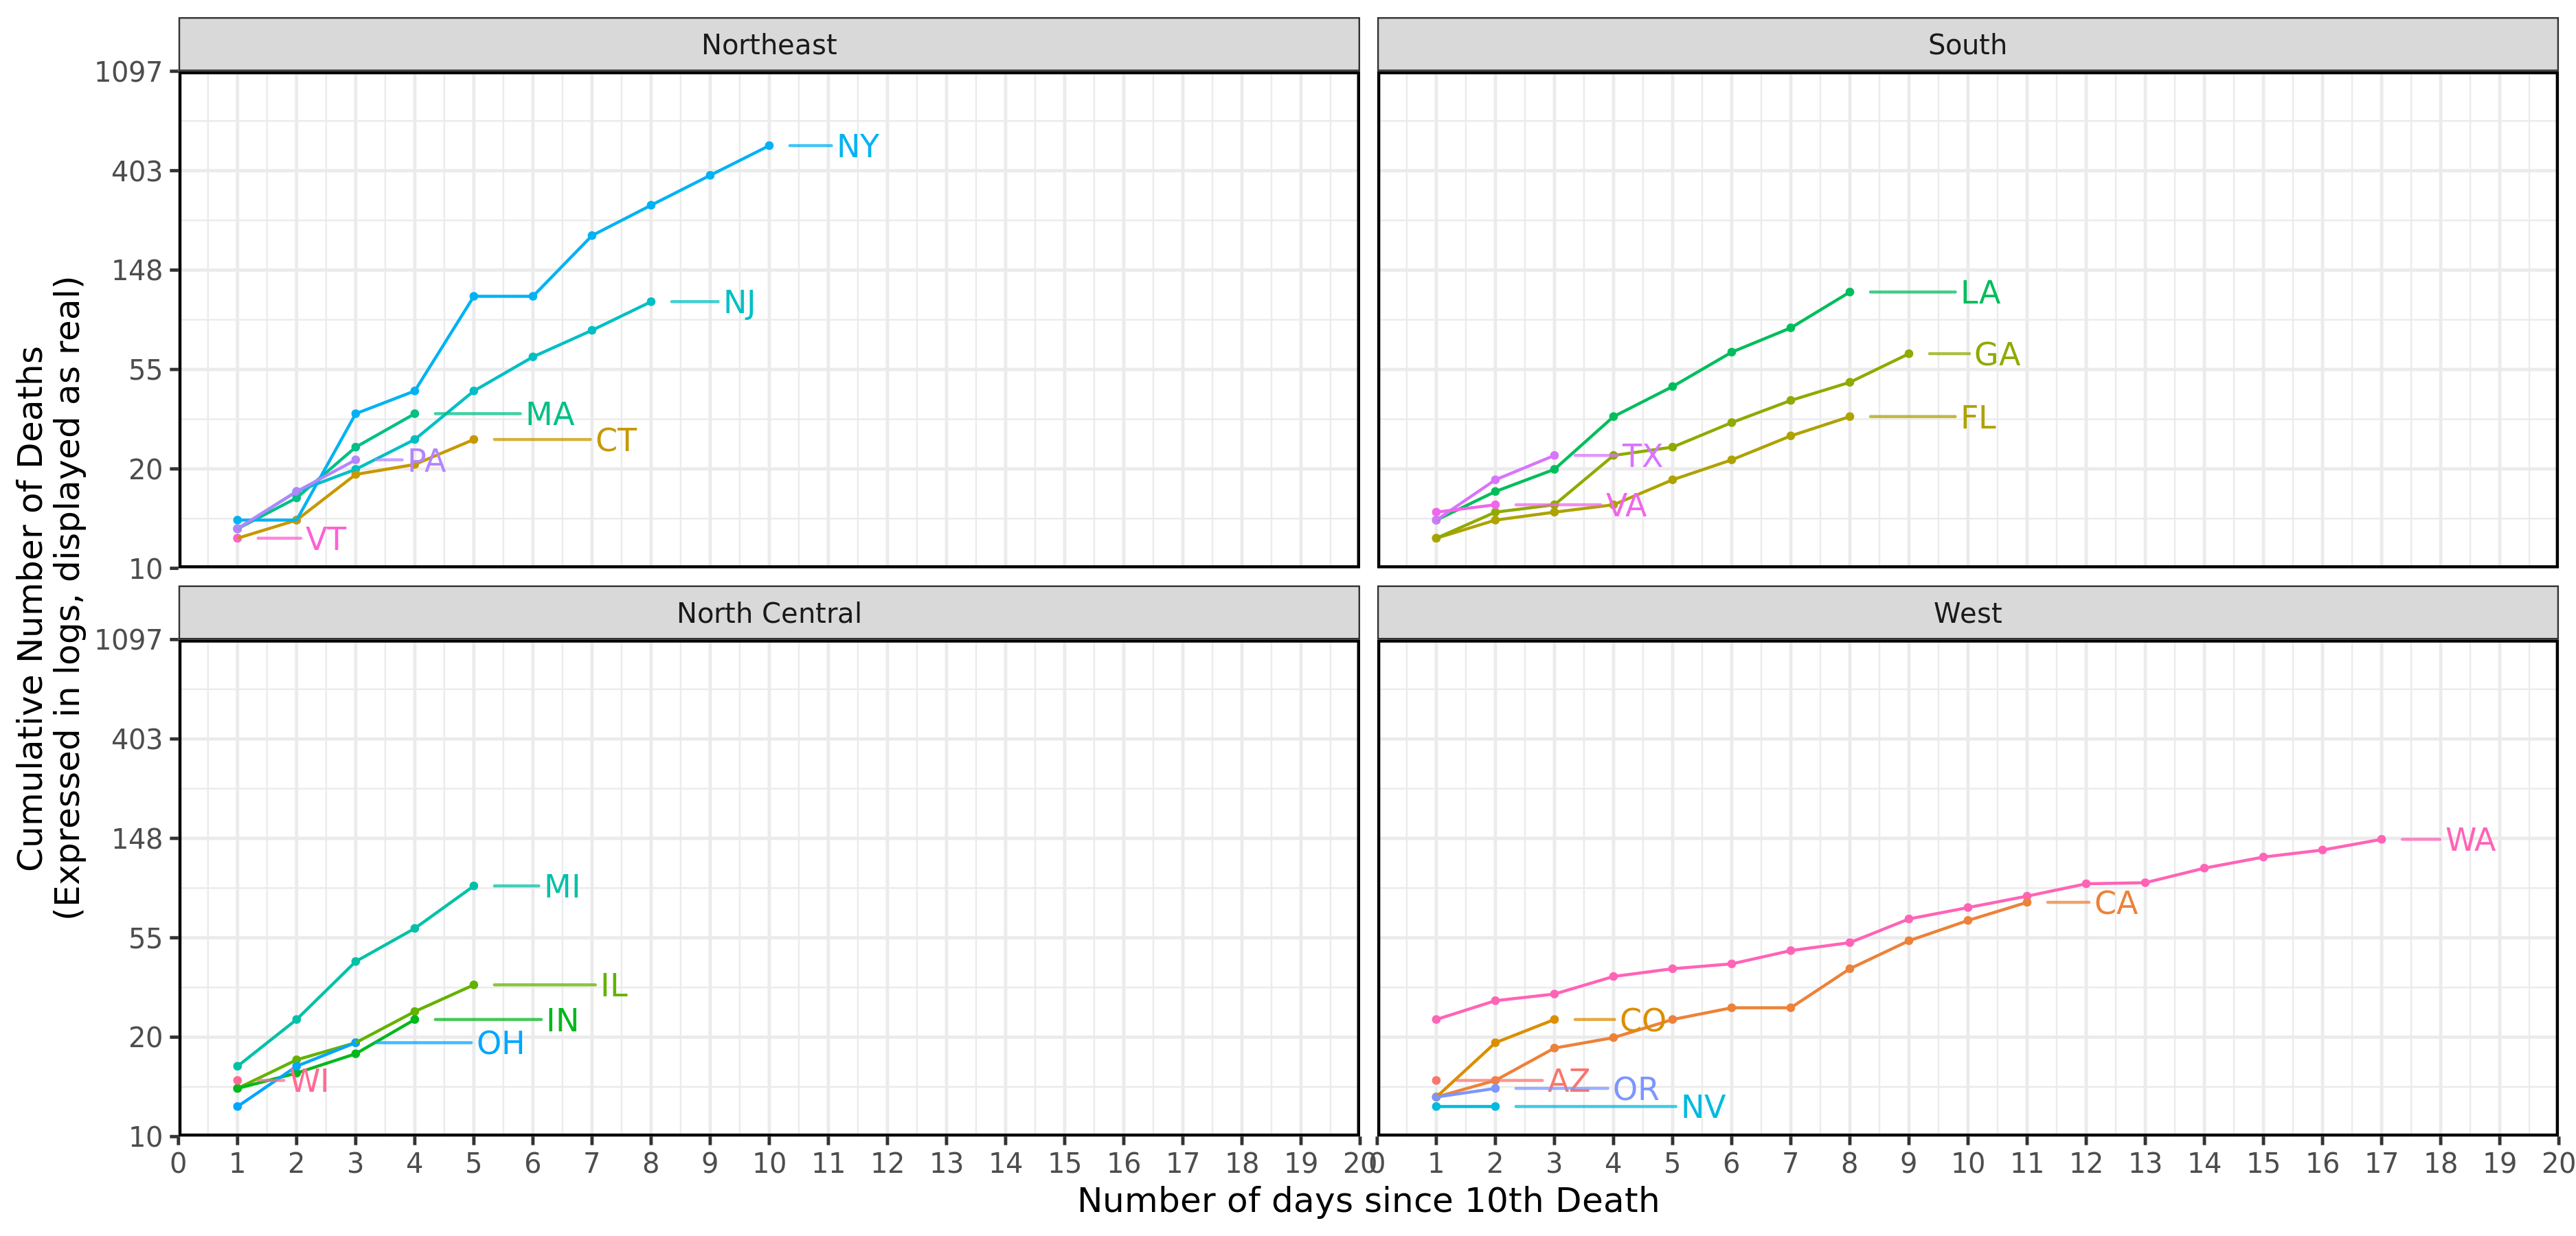 Northeast
South
1097
403
148
55
20
10
NY
NJ
MA
CT
PA
VT
LA
GA
FL
TX
VA
North Central
West
1097
403
148
55
20
10
MI
IL
IN
OH
WI
WA
CA
CO
AZ
OR
NV
0 1 2 3 4 5 6 7 8 9 10 11 12 13 14 15 16 17 18 19 20
0 1 2 3 4 5 6 7 8 9 10 11 12 13 14 15 16 17 18 19 20
Number of days since 10th Death
Cumulative Number of Deaths
(Expressed in logs, displayed as real)